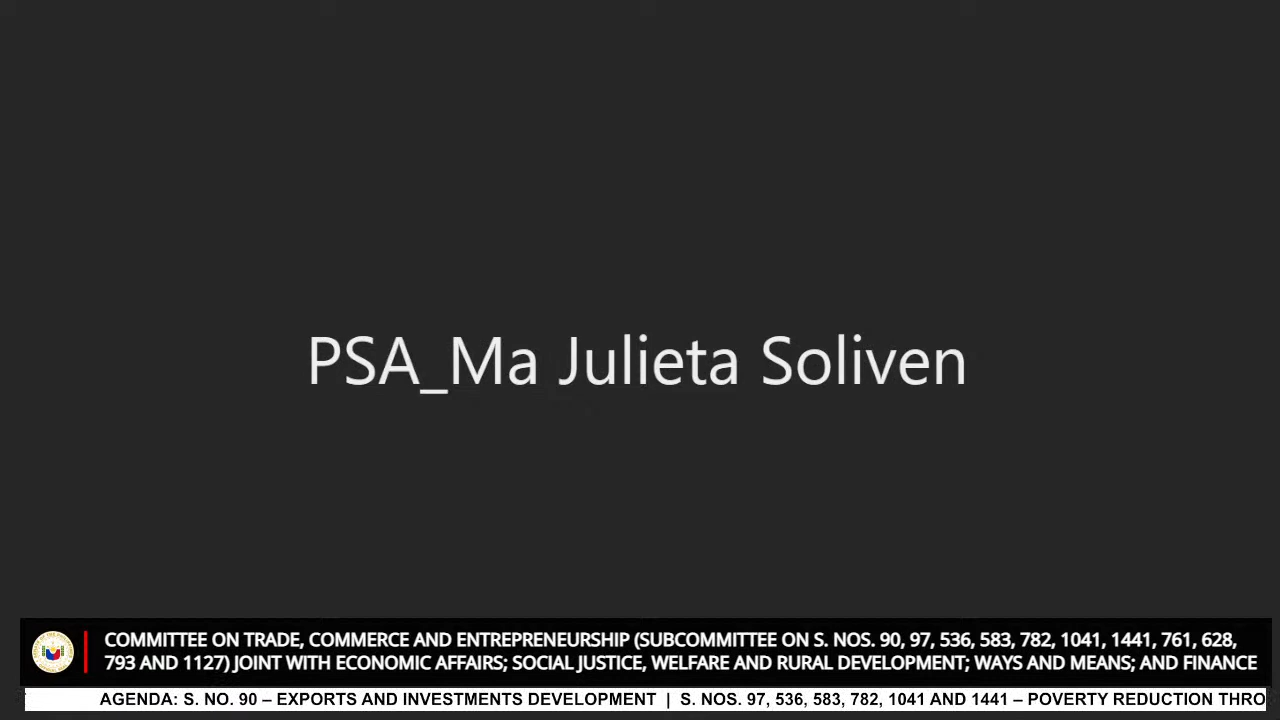 PSA_Ma Julieta Soliven
COMMITTEE ON TRADE, COMMERCE AND ENTREPRENEURSHIP (SUBCOMMITTEE ON S. NOS. 90, 97, 536, 583, 782, 1041, 1441, 761, 628,
793 AND 1127) JOINT WITH ECONOMIC AFFAIRS; SOCIAL JUSTICE, WELFARE AND RURAL DEVELOPMENT; WAYS AND MEANS; AND FINANCE
AGENDA: S. NO. 90 – EXPORTS AND INVESTMENTS DEVELOPMENT | S. NOS. 97, 536, 583, 782, 1041 AND 1441 – POVERTY REDUCTION THRO